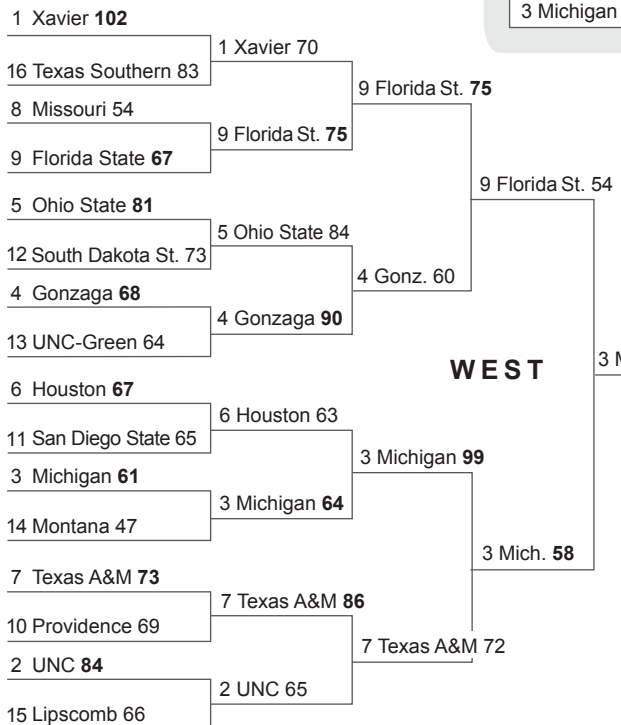 3 Michigan
1 Xavier 102
16 Texas Southern 83
8 Missouri 54
9 Florida State 67
5 Ohio State 81
12 South Dakota St. 73
4 Gonzaga 68
13 UNC-Green 64
6 Houston 67
11 San Diego State 65
3 Michigan 61
14 Montana 47
7 Texas A&M 73
10 Providence 69
2 UNC 84
15 Lipscomb 66
1 Xavier 70
9 Florida St. 75
5 Ohio State 84
4 Gonzaga 90
6 Houston 63
3 Michigan 64
7 Texas A&M 86
2 UNC 65
9 Florida St. 75
4 Gonz. 60
3 Michigan 99
7 Texas A&M 72
9 Florida St. 54
3 Mich. 58
WEST
3